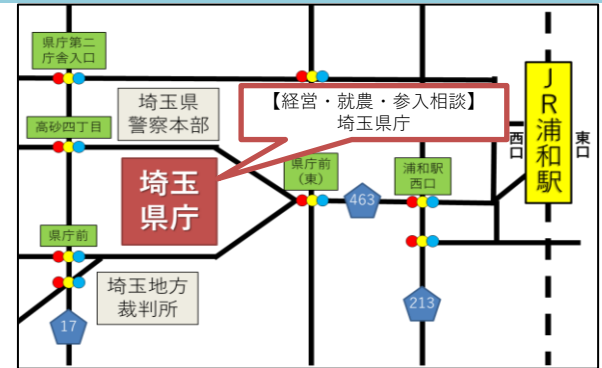 県庁第二
庁舎入口
埼玉県
警察本部
【経営・就農・参入相談】
埼玉県庁
高砂四丁目
県庁前
(東)
浦和駅
西口
西口
JR浦和駅
東口
埼玉
県庁
463
県庁前
埼玉地方
裁判所
17
213